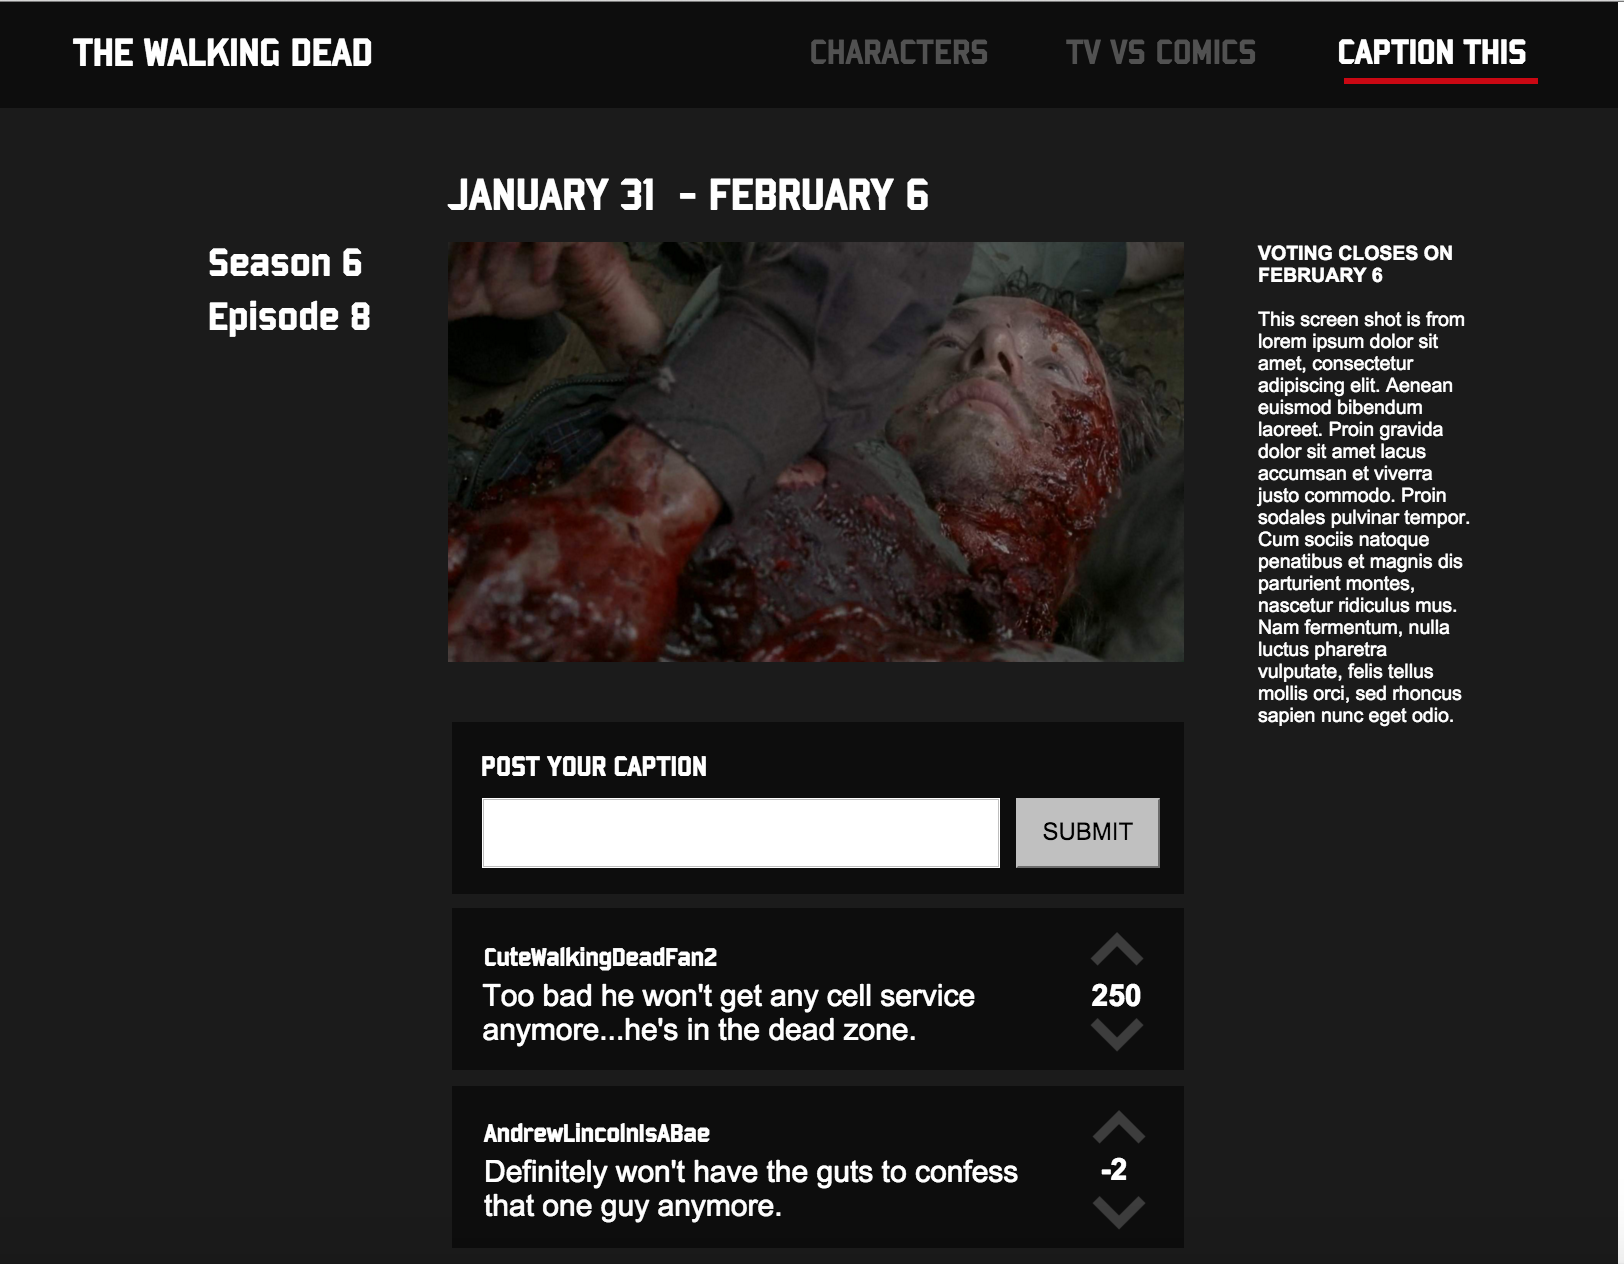 THE WALKING DEAD
CHARACTERS
TV VS COMICS
CAPTION THIS
JANUARY 31 - FEBRUARY 6
Season 6
Episode 8
VOTING CLOSES ON
FEBRUARY 6
This screen shot is from
lorem ipsum dolor sit
amet, consectetur
adipiscing elit. Aenean
euismod bibendum
laoreet. Proin gravida
dolor sit amet lacus
accumsan et viverra
justo commodo. Proin
sodales pulvinar tempor.
Cum sociis natoque
penatibus et magnis dis
parturient montes,
nascetur ridiculus mus.
Nam fermentum, nulla
luctus pharetra
vulputate, felis tellus
mollis orci, sed rhoncus
sapien nunc eget odio.
POST YOUR CAPTION
SUBMIT
CuteWalkingDeadFan2
Too bad he won't get any cell service
anymore...he's in the dead zone.
250
AndrewLincolnIsABae
Definitely won't have the guts to confess
that one guy anymore.
-2